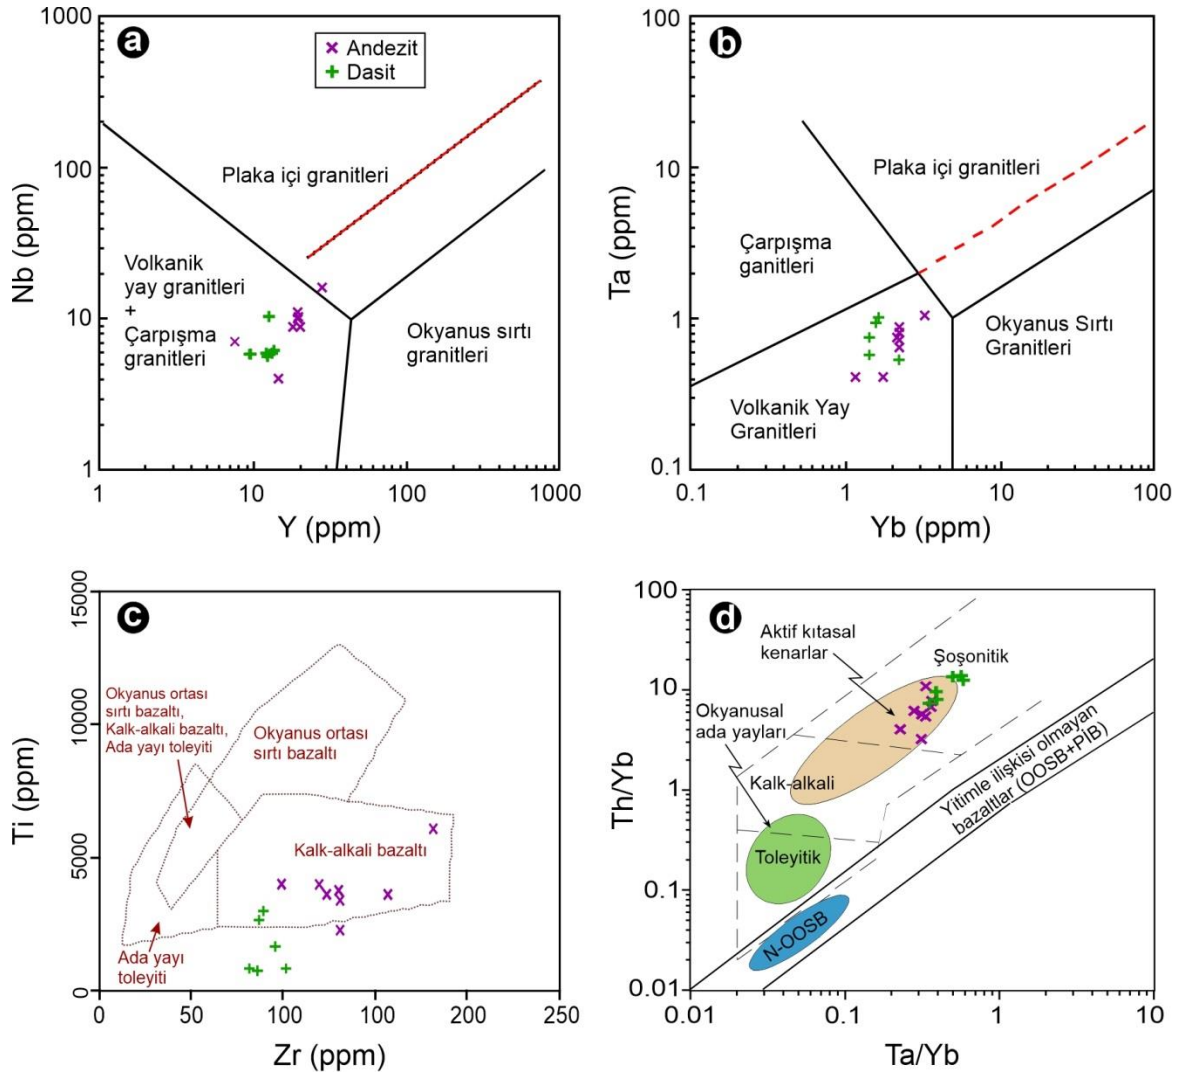 a
Andezit
Dasit
1000
100
10
1
Nb (ppm)
Plaka içi granitleri
Volkanik
yay granitleri
+
Çarpışma
granitleri
Okyanus sırtı
granitleri
1
10
100
1000
Y (ppm)
b
100
10
1
0.1
Ta (ppm)
Plaka içi granitleri
Çarpışma
ganitleri
Okyanus Sırtı
Granitleri
Volkanik Yay
Granitleri
0.1
1
10
100
Yb (ppm)
c
15000
10000
5000
0
Ti (ppm)
Okyanus ortası
sırtı bazaltı,
Kalk-alkali bazaltı,
Ada yayı toleyiti
Okyanus ortası
sırtı bazaltı
Kalk-alkali bazaltı
Ada yayı
toleyiti
0
50
100
150
200
250
Zr (ppm)
d
100
10
1
0.1
0.01
Th/Yb
Aktif kıtasal
kenarlar
Şoşonitik
Okyanusal
ada yayları
Kalk-alkali
Toleyitik
N-OOSB
Yitimle ilişkisi olmayan
bazaltlar (OOSB+PİB)
0.01
0.1
1
10
Ta/Yb